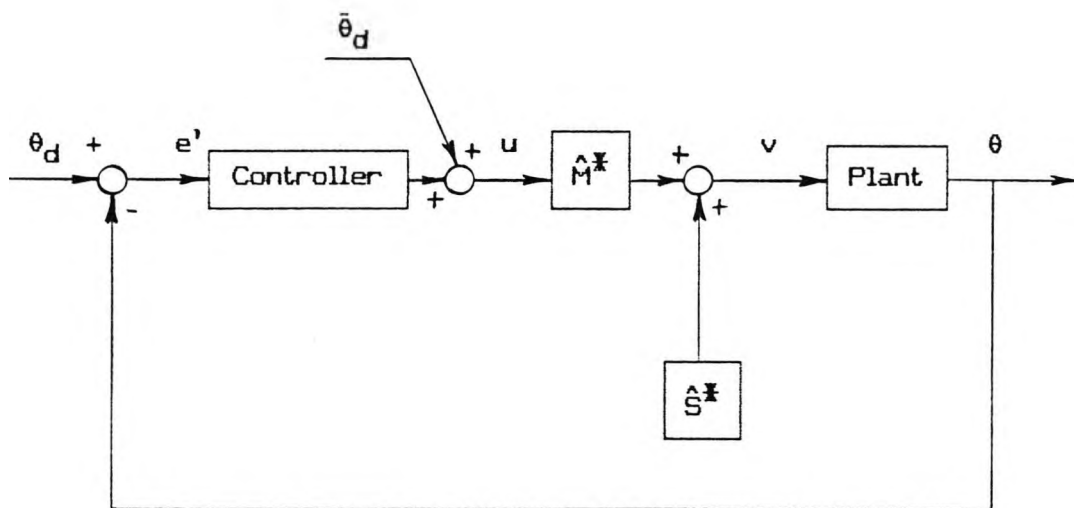 θ̈d
θd + e' Controller + + u M̂* + + v Plant θ
-
Ŝ*